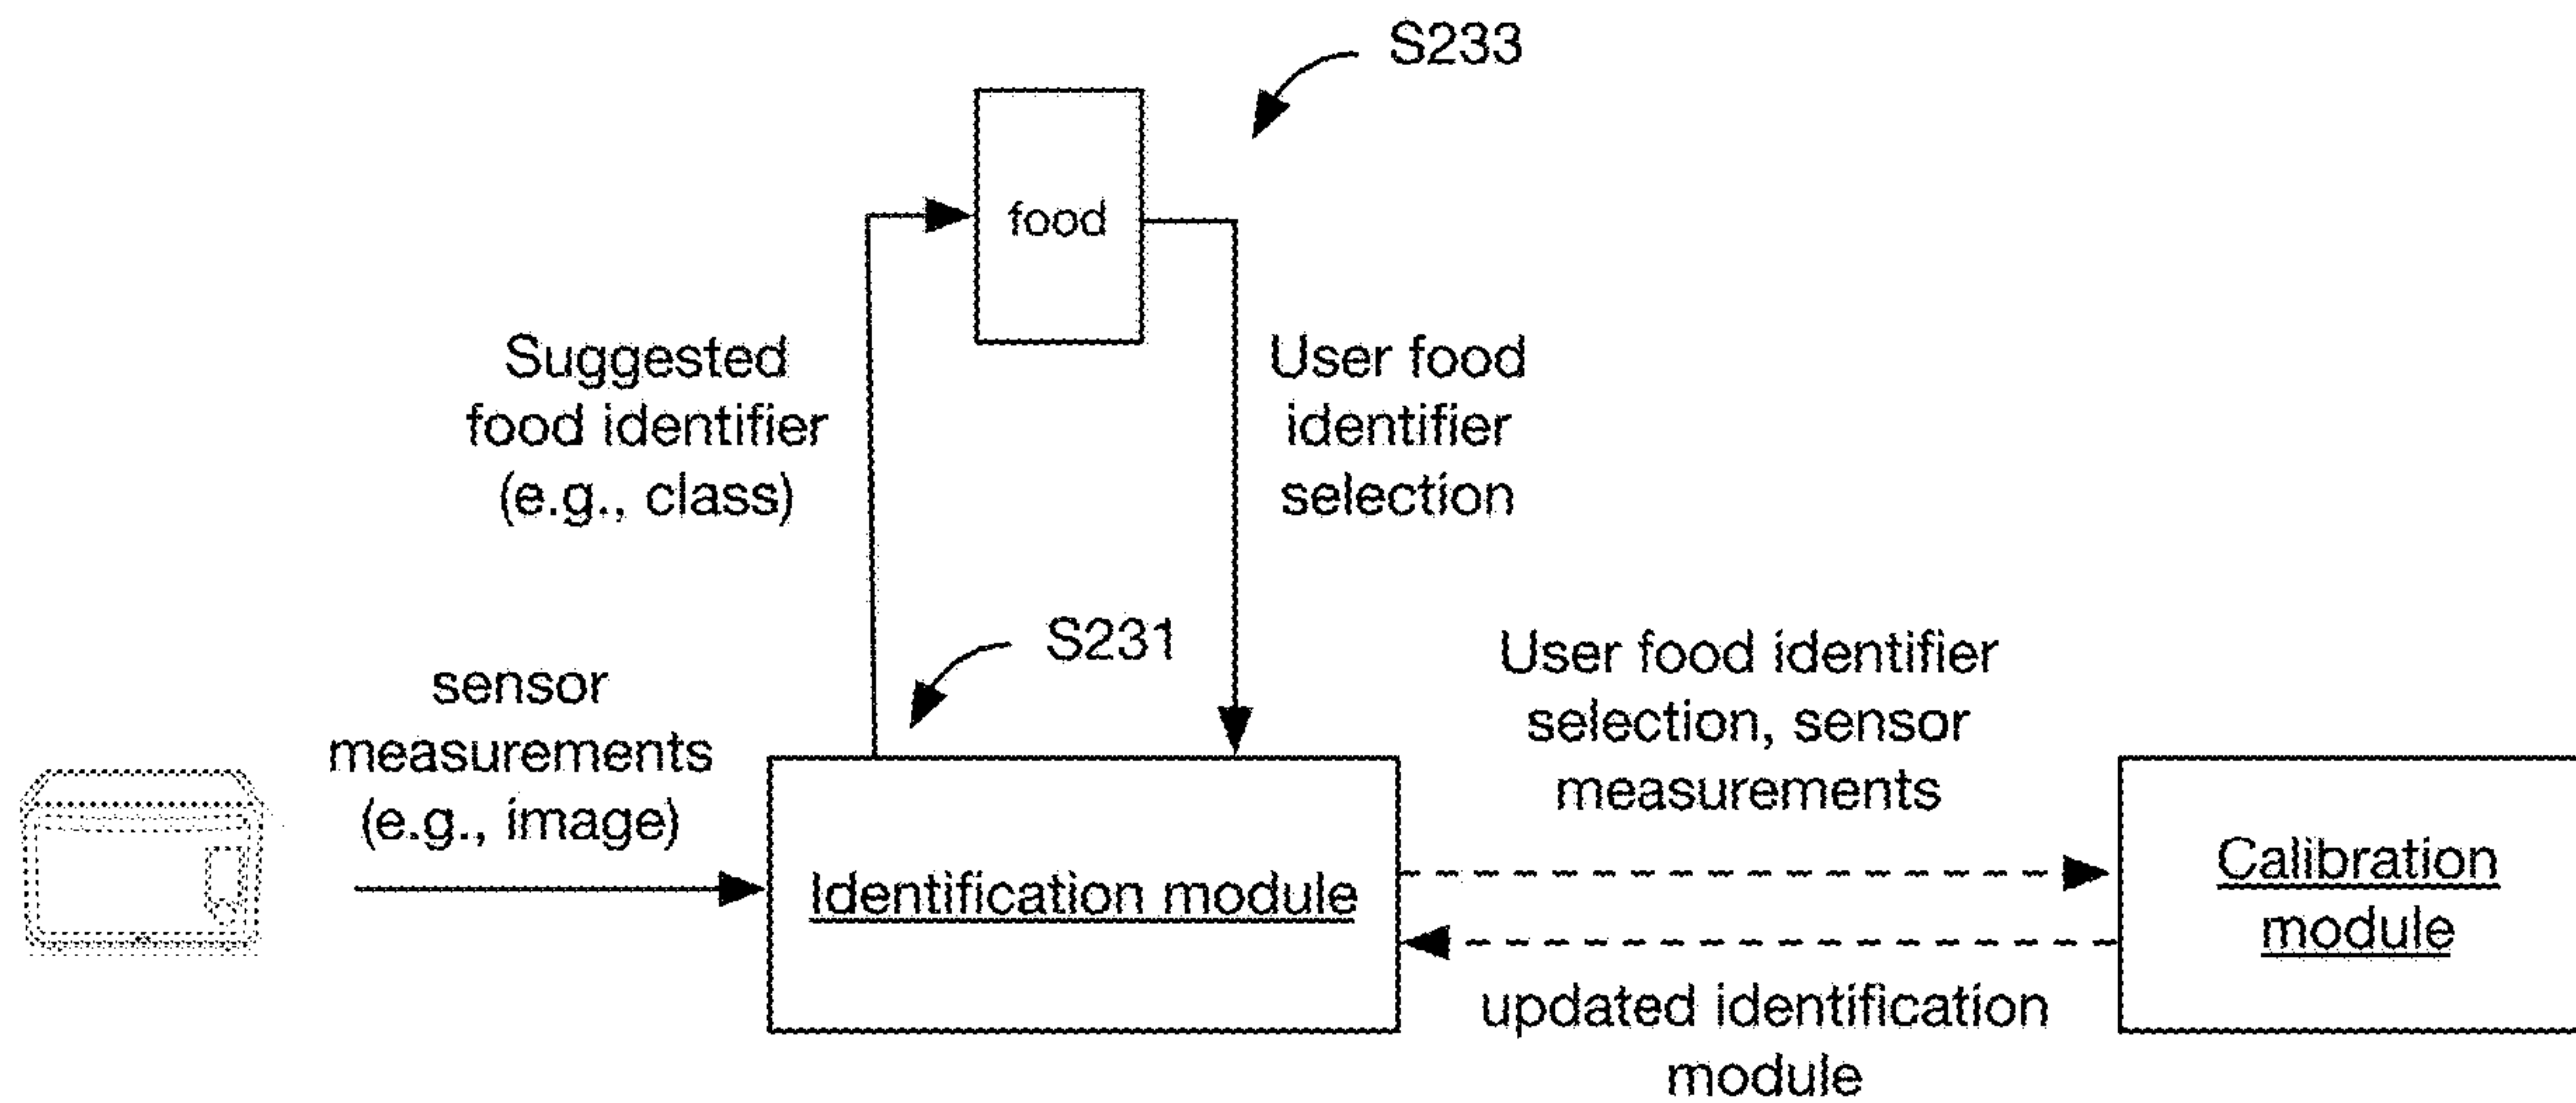 S233
food
Suggested
food identifier
(e.g., class)
User food
identifier
selection
S231
sensor
measurements
(e.g., image)
User food identifier
selection, sensor
measurements
Identification module
Calibration
module
updated identification
module